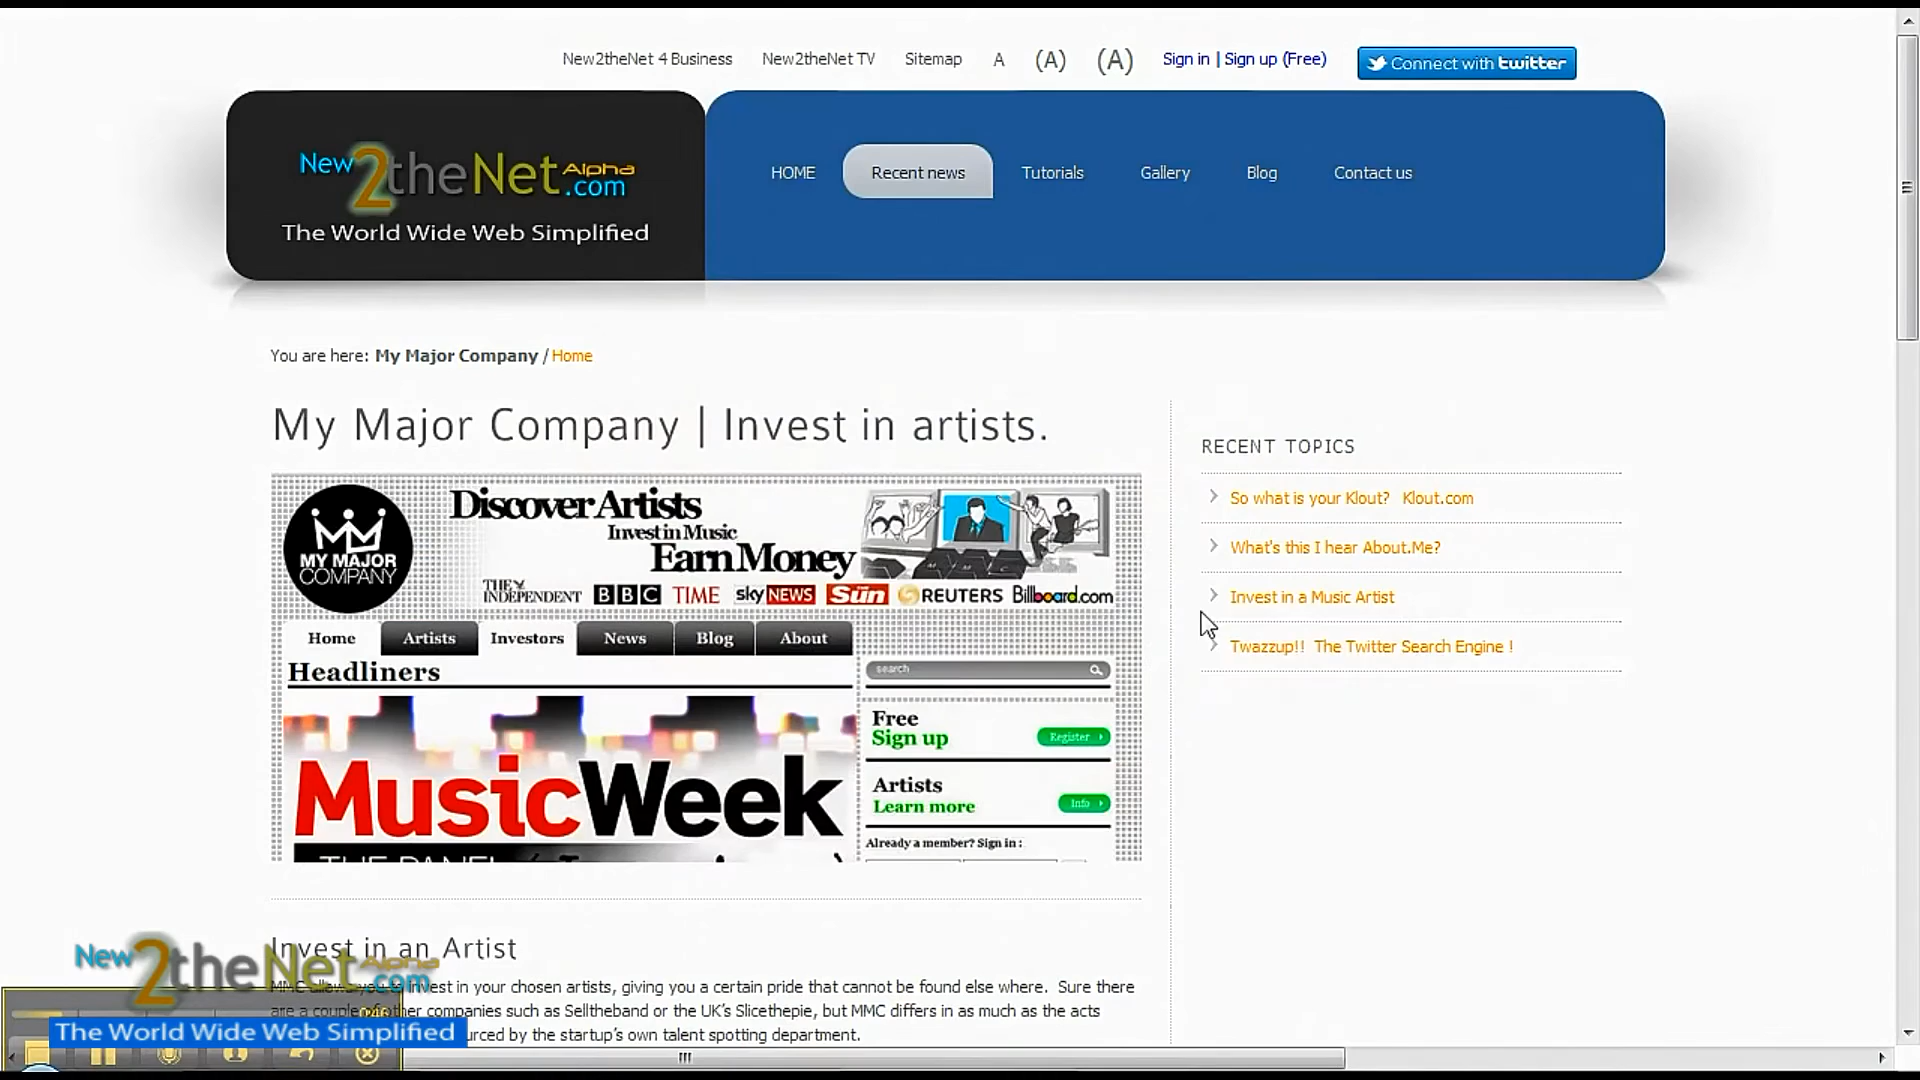 New2theNet 4 Business New2theNet TV Sitemap A (A) (A) Sign in | Sign up (Free) Connect with twitter
New2theNet Alpha .com
The World Wide Web Simplified
HOME Recent news Tutorials Gallery Blog Contact us
You are here: My Major Company / Home
My Major Company | Invest in artists.
MY MAJOR COMPANY
Discover Artists
Invest in Music
Earn Money
THE INDEPENDENT BBC TIME sky NEWS The Sun REUTERS Billboard.com
Home Artists Investors News Blog About
Headliners
search
Free
Sign up
Register
MusicWeek
Artists
Learn more
Info
Already a member? Sign in :
THE PANEL
RECENT TOPICS
So what is your Klout? Klout.com
What's this I hear About.Me?
Invest in a Music Artist
Twazzup!! The Twitter Search Engine !
Invest in an Artist
MMC allows you to invest in your chosen artists, giving you a certain pride that cannot be found else where. Sure there
are a couple of other companies such as Selltheband or the UK's Slicethepie, but MMC differs in as much as the acts
urced by the startup's own talent spotting department.
New2theNet Alpha .com
0:46
The World Wide Web Simplified